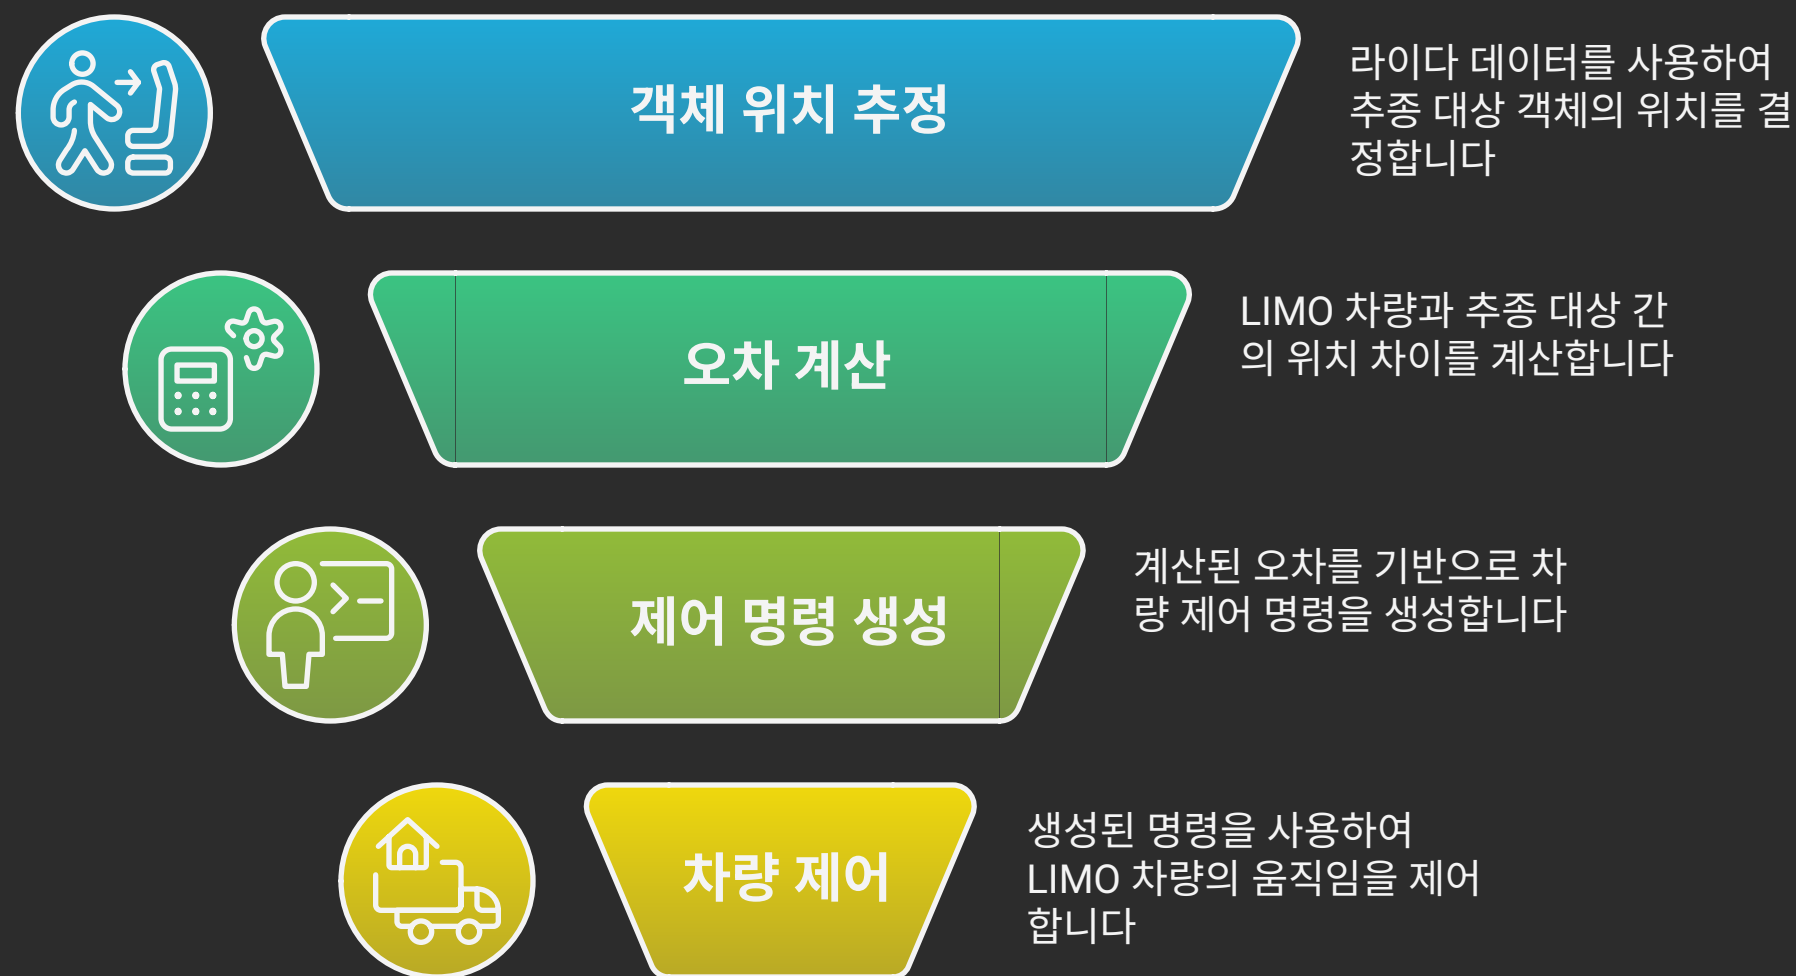 객체 위치 추정
라이다 데이터를 사용하여
추종 대상 객체의 위치를 결
정합니다
오차 계산
LIMO 차량과 추종 대상 간
의 위치 차이를 계산합니다
제어 명령 생성
계산된 오차를 기반으로 차
량 제어 명령을 생성합니다
차량 제어
생성된 명령을 사용하여
LIMO 차량의 움직임을 제어
합니다